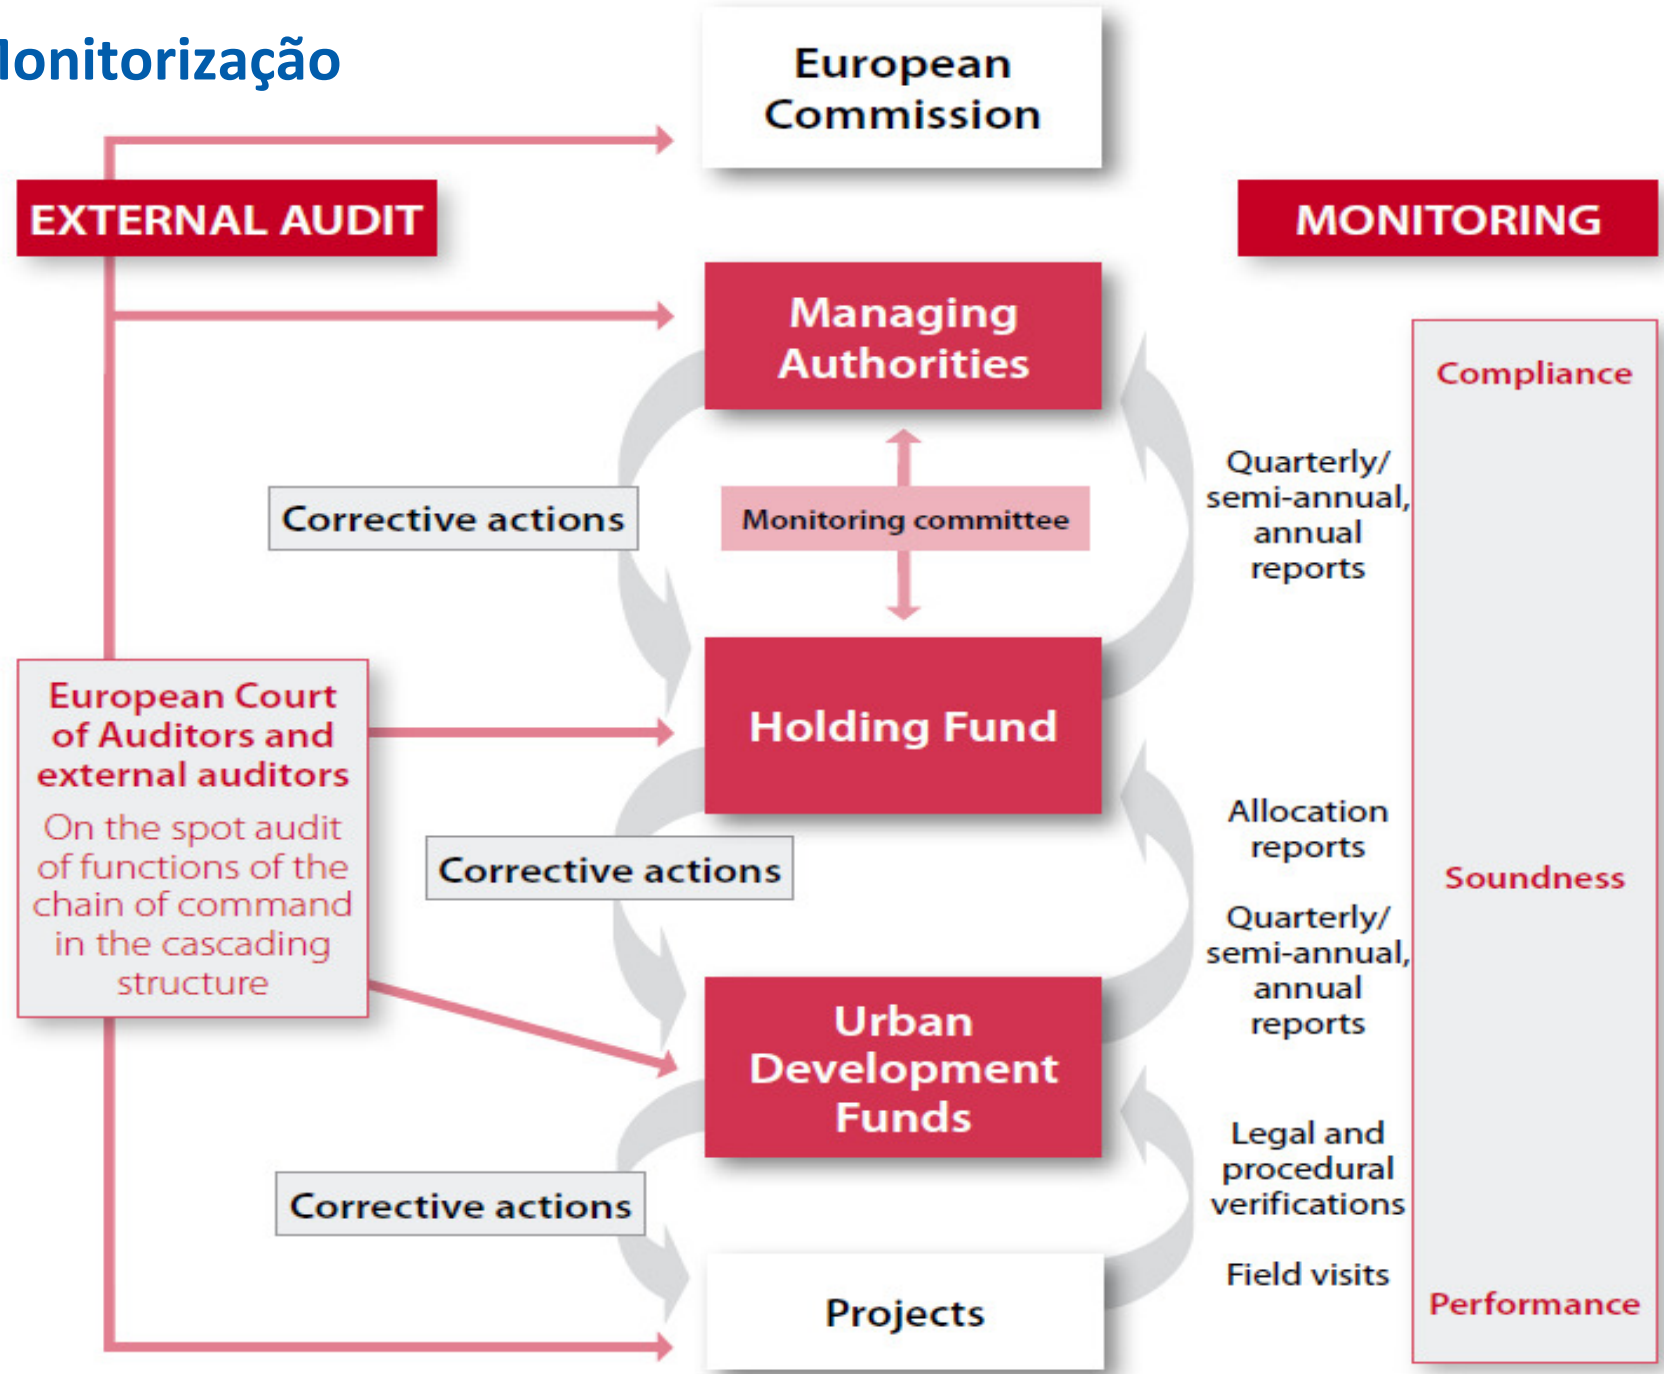 onitorização
European
Commission
EXTERNAL AUDIT
MONITORING
Managing
Authorities
Compliance
Quarterly/
semi-annual,
annual
reports
Corrective actions
Monitoring committee
European Court
of Auditors and
external auditors
On the spot audit
of functions of the
chain of command
in the cascading
structure
Holding Fund
Allocation
reports
Corrective actions
Soundness
Quarterly/
semi-annual,
annual
reports
Urban
Development
Funds
Legal and
procedural
verifications
Corrective actions
Field visits
Projects
Performance